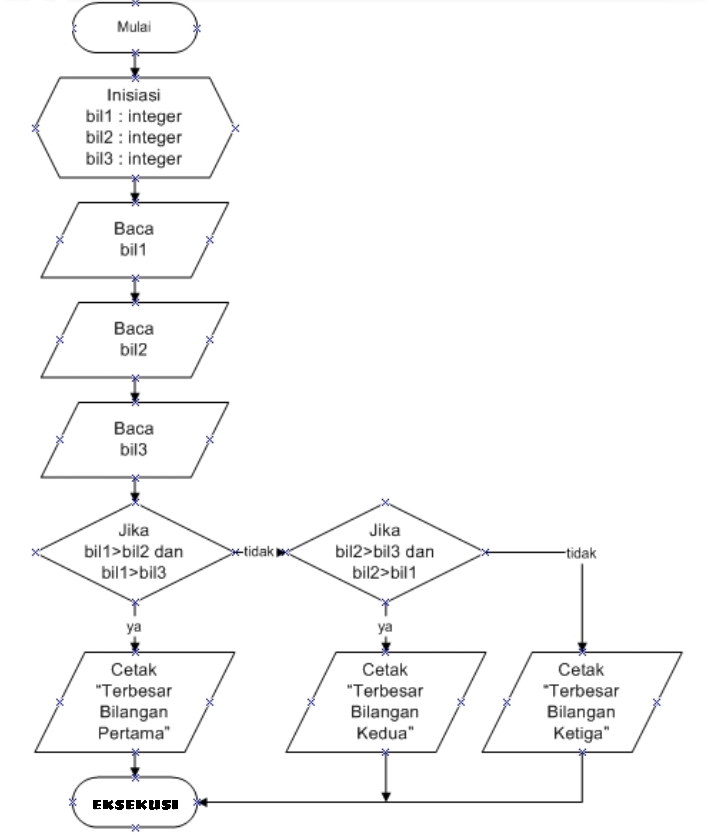 Mulai
Inisiasi
bil1 : integer
bil2 : integer
bil3 : integer
Baca
bil1
Baca
bil2
Baca
bil3
Jika
bil1>bil2 dan
bil1>bil3
tidak
Jika
bil2>bil3 dan
bil2>bil1
tidak
ya
ya
Cetak
"Terbesar
Bilangan
Pertama"
Cetak
"Terbesar
Bilangan
Kedua"
Cetak
"Terbesar
Bilangan
Ketiga"
EKSEKUSI